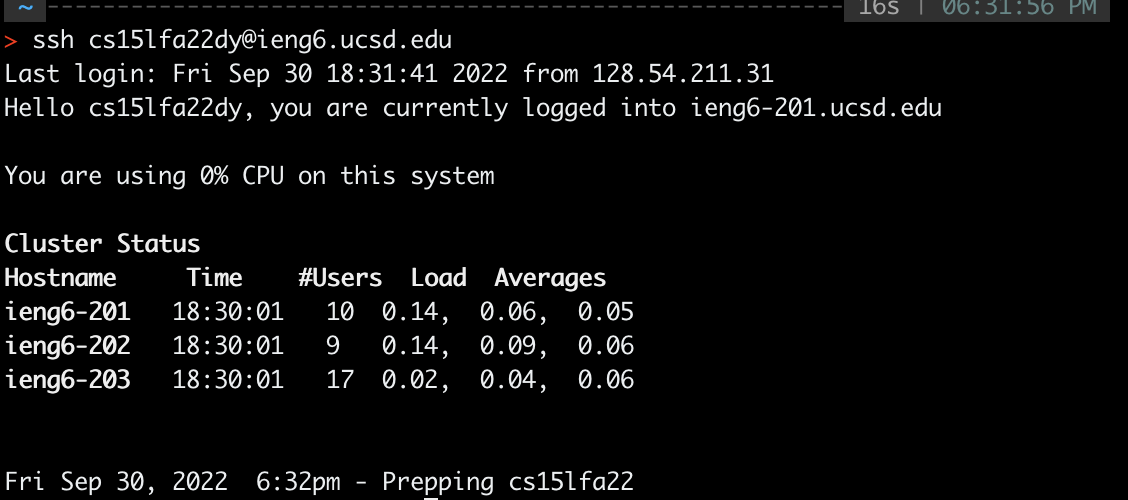 ~ 16s | 06:31:56 PM
> ssh cs15lfa22dy@ieng6.ucsd.edu
Last login: Fri Sep 30 18:31:41 2022 from 128.54.211.31
Hello cs15lfa22dy, you are currently logged into ieng6-201.ucsd.edu
You are using 0% CPU on this system
Cluster Status
Hostname     Time    #Users  Load  Averages
ieng6-201   18:30:01   10  0.14,  0.06,  0.05
ieng6-202   18:30:01   9   0.14,  0.09,  0.06
ieng6-203   18:30:01   17  0.02,  0.04,  0.06
Fri Sep 30, 2022  6:32pm - Prepping cs15lfa22